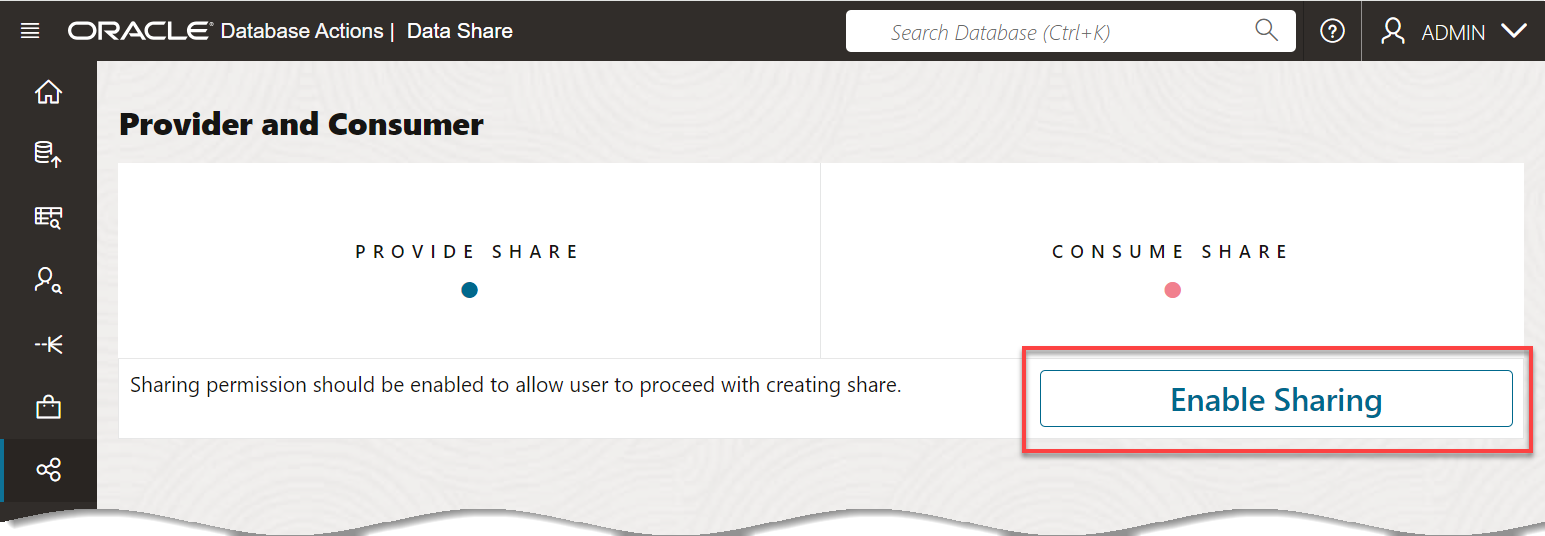 ORACLE® Database Actions | Data Share
Search Database (Ctrl+K)
ADMIN
Provider and Consumer
PROVIDE SHARE
CONSUME SHARE
Sharing permission should be enabled to allow user to proceed with creating share.
Enable Sharing